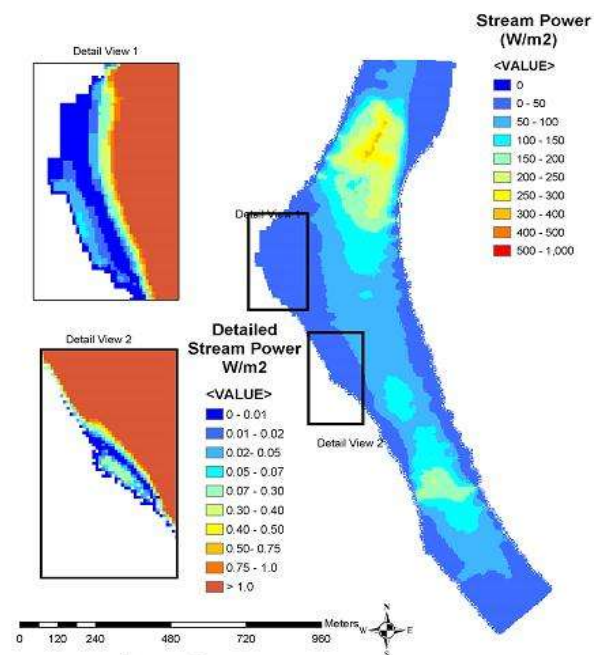 Stream Power
(W/m2)
<VALUE>
0
0 - 50
50 - 100
100 - 150
150 - 200
200 - 250
250 - 300
300 - 400
400 - 500
500 - 1,000
Detail View 1
Detail View 1
Detail View 2
Detailed
Stream Power
W/m2
<VALUE>
0 - 0.01
0.01 - 0.02
0.02 - 0.05
0.05 - 0.07
0.07 - 0.30
0.30 - 0.40
0.40 - 0.50
0.50- 0.75
0.75 - 1.0
> 1.0
Detail View 2
Meters
0 60 120 240 480 720 960
N
W E
S